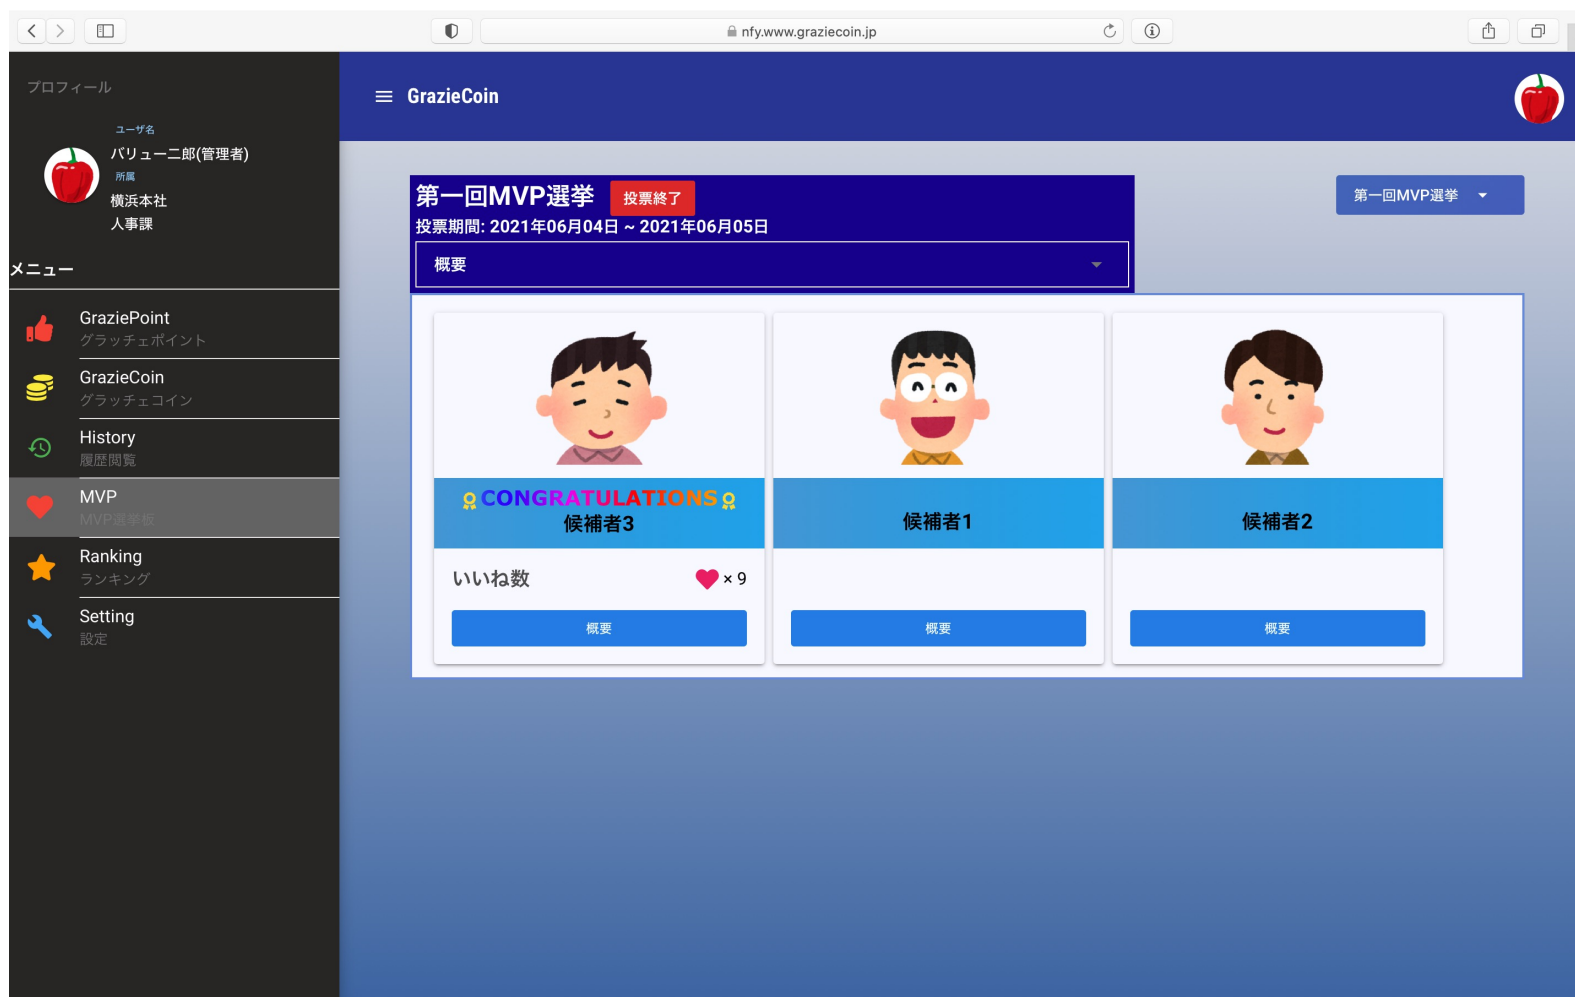 nfy.www.graziecoin.jp
プロフィール
ユーザ名
バリュー二郎(管理者)
所属
横浜本社
人事課
メニュー
GraziePoint
グラッチェポイント
GrazieCoin
グラッチェコイン
History
履歴閲覧
MVP
MVP選挙板
Ranking
ランキング
Setting
設定
GrazieCoin
第一回MVP選挙 投票終了
投票期間: 2021年06月04日 ~ 2021年06月05日
概要
第一回MVP選挙
CONGRATULATIONS
候補者3
いいね数 × 9
概要
候補者1
概要
候補者2
概要